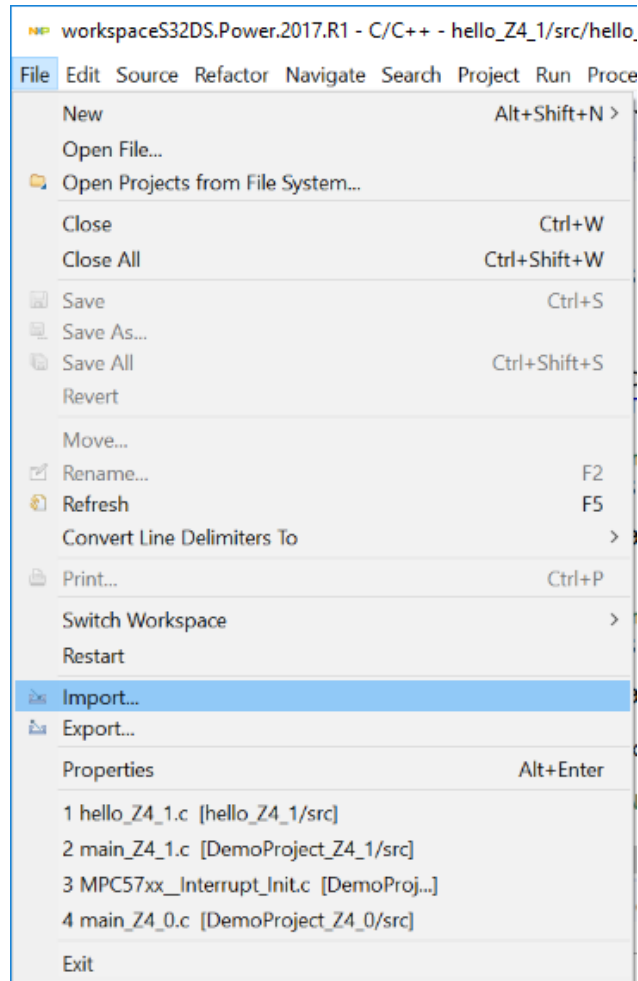 NXP workspaceS32DS.Power.2017.R1 - C/C++ - hello_Z4_1/src/hello_
File Edit Source Refactor Navigate Search Project Run Proce
New Alt+Shift+N >
Open File...
Open Projects from File System...
Close Ctrl+W
Close All Ctrl+Shift+W
Save Ctrl+S
Save As...
Save All Ctrl+Shift+S
Revert
Move...
Rename... F2
Refresh F5
Convert Line Delimiters To >
Print... Ctrl+P
Switch Workspace >
Restart
Import...
Export...
Properties Alt+Enter
1 hello_Z4_1.c [hello_Z4_1/src]
2 main_Z4_1.c [DemoProject_Z4_1/src]
3 MPC57xx__Interrupt_Init.c [DemoProj...]
4 main_Z4_0.c [DemoProject_Z4_0/src]
Exit